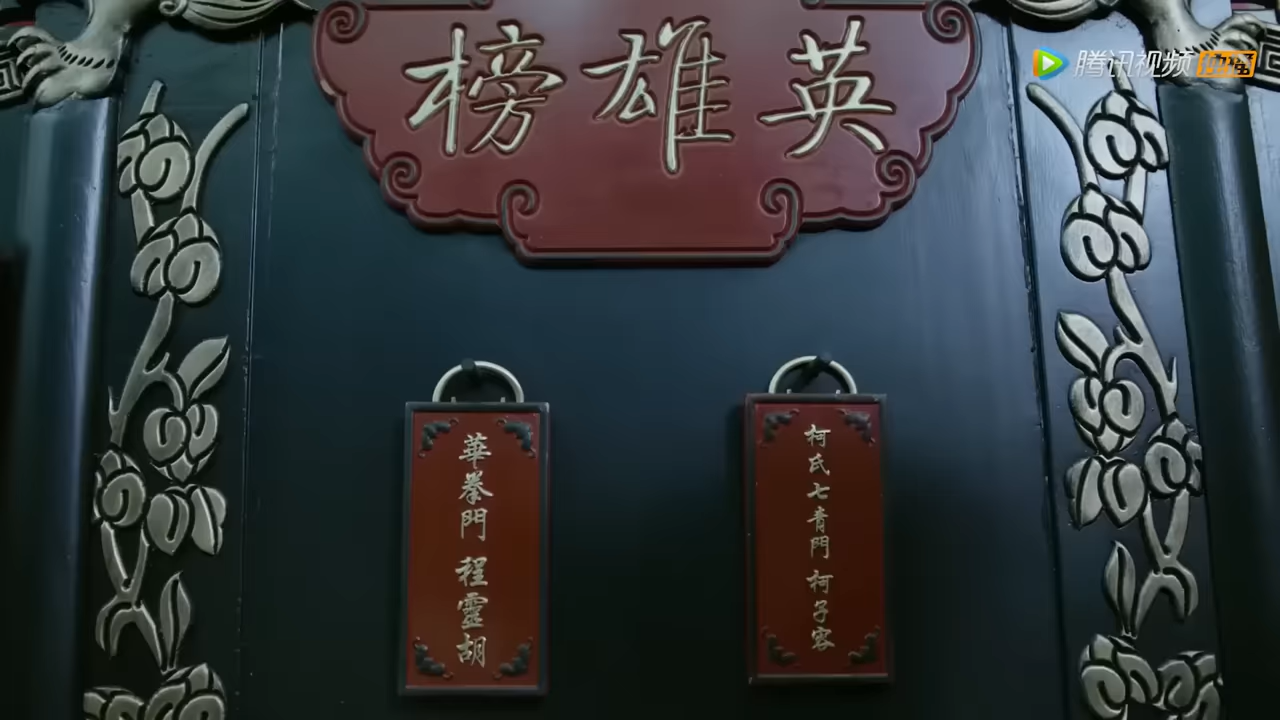 英雄榜
柯氏七青門 柯子容
華拳門 程靈胡
腾讯视频